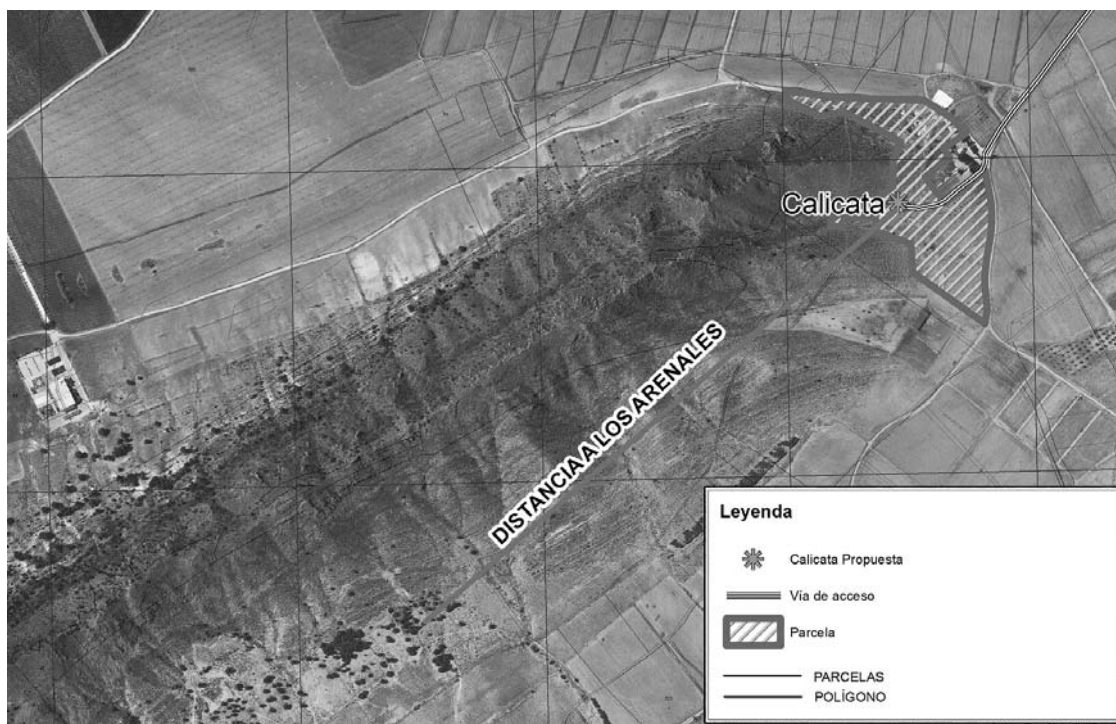 Calicata
DISTANCIA A LOS ARENALES
Leyenda
Calicata Propuesta
Vía de acceso
Parcela
PARCELAS
POLÍGONO